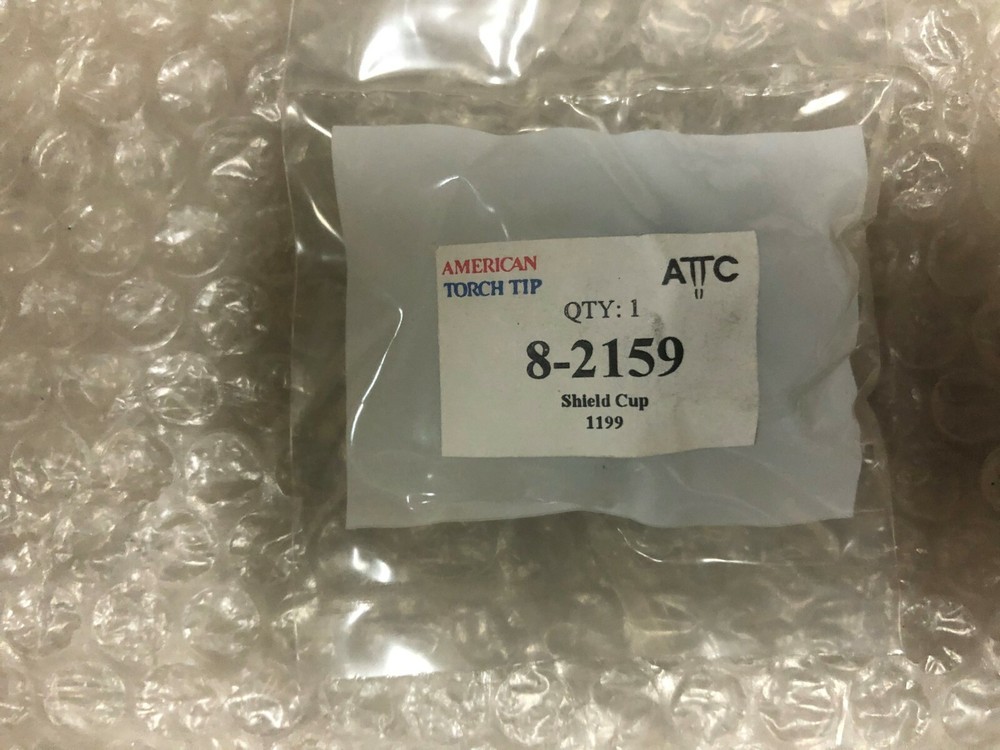 AMERICAN
TORCH TIP
ATTC
QTY: 1
8-2159
Shield Cup
1199